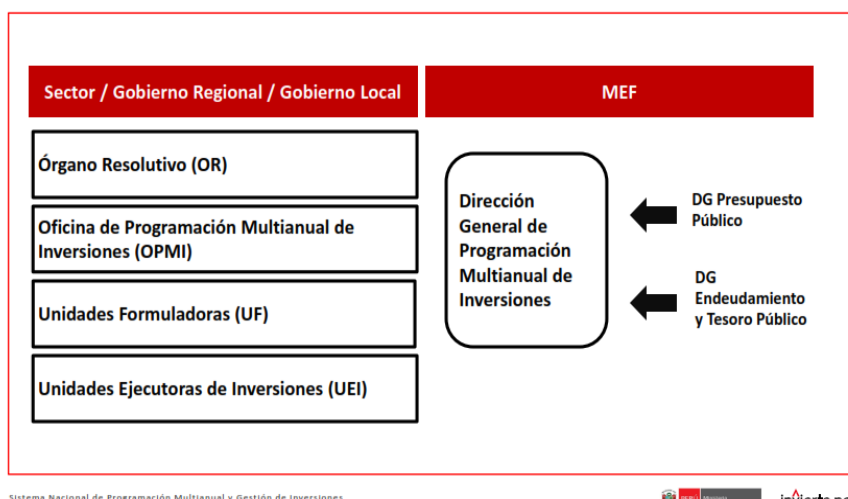 Sector / Gobierno Regional / Gobierno Local
MEF
Órgano Resolutivo (OR)
Oficina de Programación Multianual de
Inversiones (OPMI)
Unidades Formuladoras (UF)
Unidades Ejecutoras de Inversiones (UEI)
Dirección
General de
Programación
Multianual de
Inversiones
DG Presupuesto
Público
DG
Endeudamiento
y Tesoro Público
Sistema Nacional de Programación Multianual y Gestión de Inversiones
PERÚ